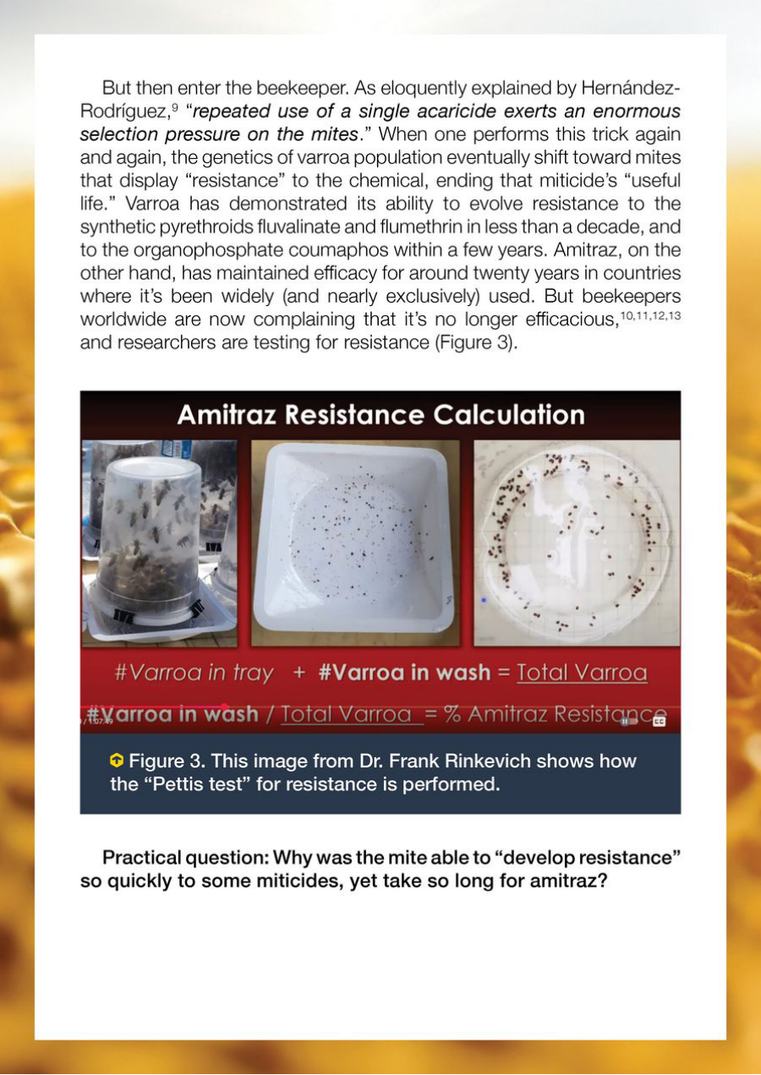 But then enter the beekeeper. As eloquently explained by Hernández-
Rodríguez,⁹ “repeated use of a single acaricide exerts an enormous
selection pressure on the mites.” When one performs this trick again
and again, the genetics of varroa population eventually shift toward mites
that display “resistance” to the chemical, ending that miticide’s “useful
life.” Varroa has demonstrated its ability to evolve resistance to the
synthetic pyrethroids fluvalinate and flumethrin in less than a decade, and
to the organophosphate coumaphos within a few years. Amitraz, on the
other hand, has maintained efficacy for around twenty years in countries
where it’s been widely (and nearly exclusively) used. But beekeepers
worldwide are now complaining that it’s no longer efficacious,¹⁰,¹¹,¹²,¹³
and researchers are testing for resistance (Figure 3).
Amitraz Resistance Calculation
#Varroa in tray + #Varroa in wash = Total Varroa
#Varroa in wash / Total Varroa = % Amitraz Resistance
CC
Figure 3. This image from Dr. Frank Rinkevich shows how
the “Pettis test” for resistance is performed.
Practical question: Why was the mite able to “develop resistance”
so quickly to some miticides, yet take so long for amitraz?